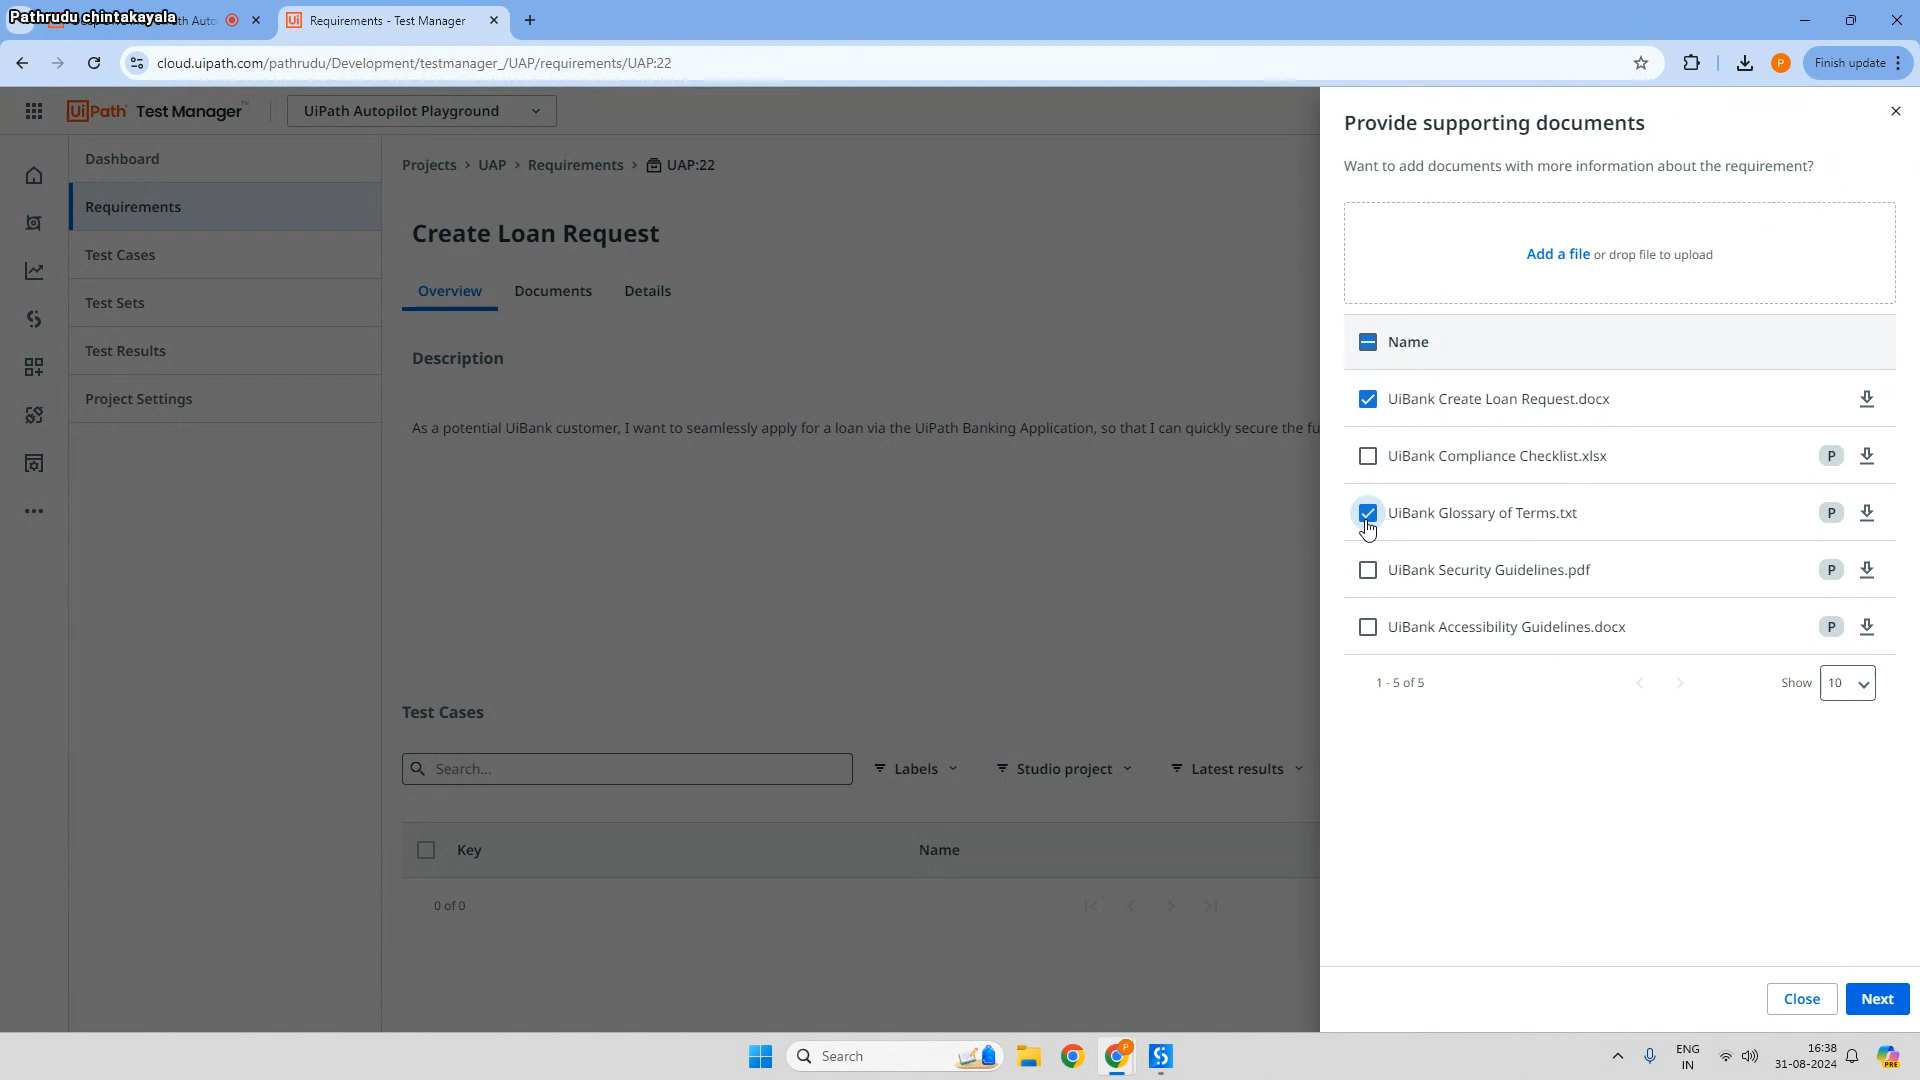 Pathrudu chintakayala
Requirements - Test Manager
cloud.uipath.com/pathrudu/Development/testmanager_/UAP/requirements/UAP:22
P
Finish update
UiPath Test Manager™
UiPath Autopilot Playground
Dashboard
Requirements
Test Cases
Test Sets
Test Results
Project Settings
Projects > UAP > Requirements > UAP:22
Create Loan Request
Overview Documents Details
Description
As a potential UiBank customer, I want to seamlessly apply for a loan via the UiPath Banking Application, so that I can quickly secure the fu
Test Cases
Search...
Labels
Studio project
Latest results
Key
Name
0 of 0
Provide supporting documents
Want to add documents with more information about the requirement?
Add a file or drop file to upload
Name
UiBank Create Loan Request.docx
UiBank Compliance Checklist.xlsx P
UiBank Glossary of Terms.txt P
UiBank Security Guidelines.pdf P
UiBank Accessibility Guidelines.docx P
1 - 5 of 5
Show 10
Close
Next
Search
P
ENG
IN
16:38
31-08-2024
PRE